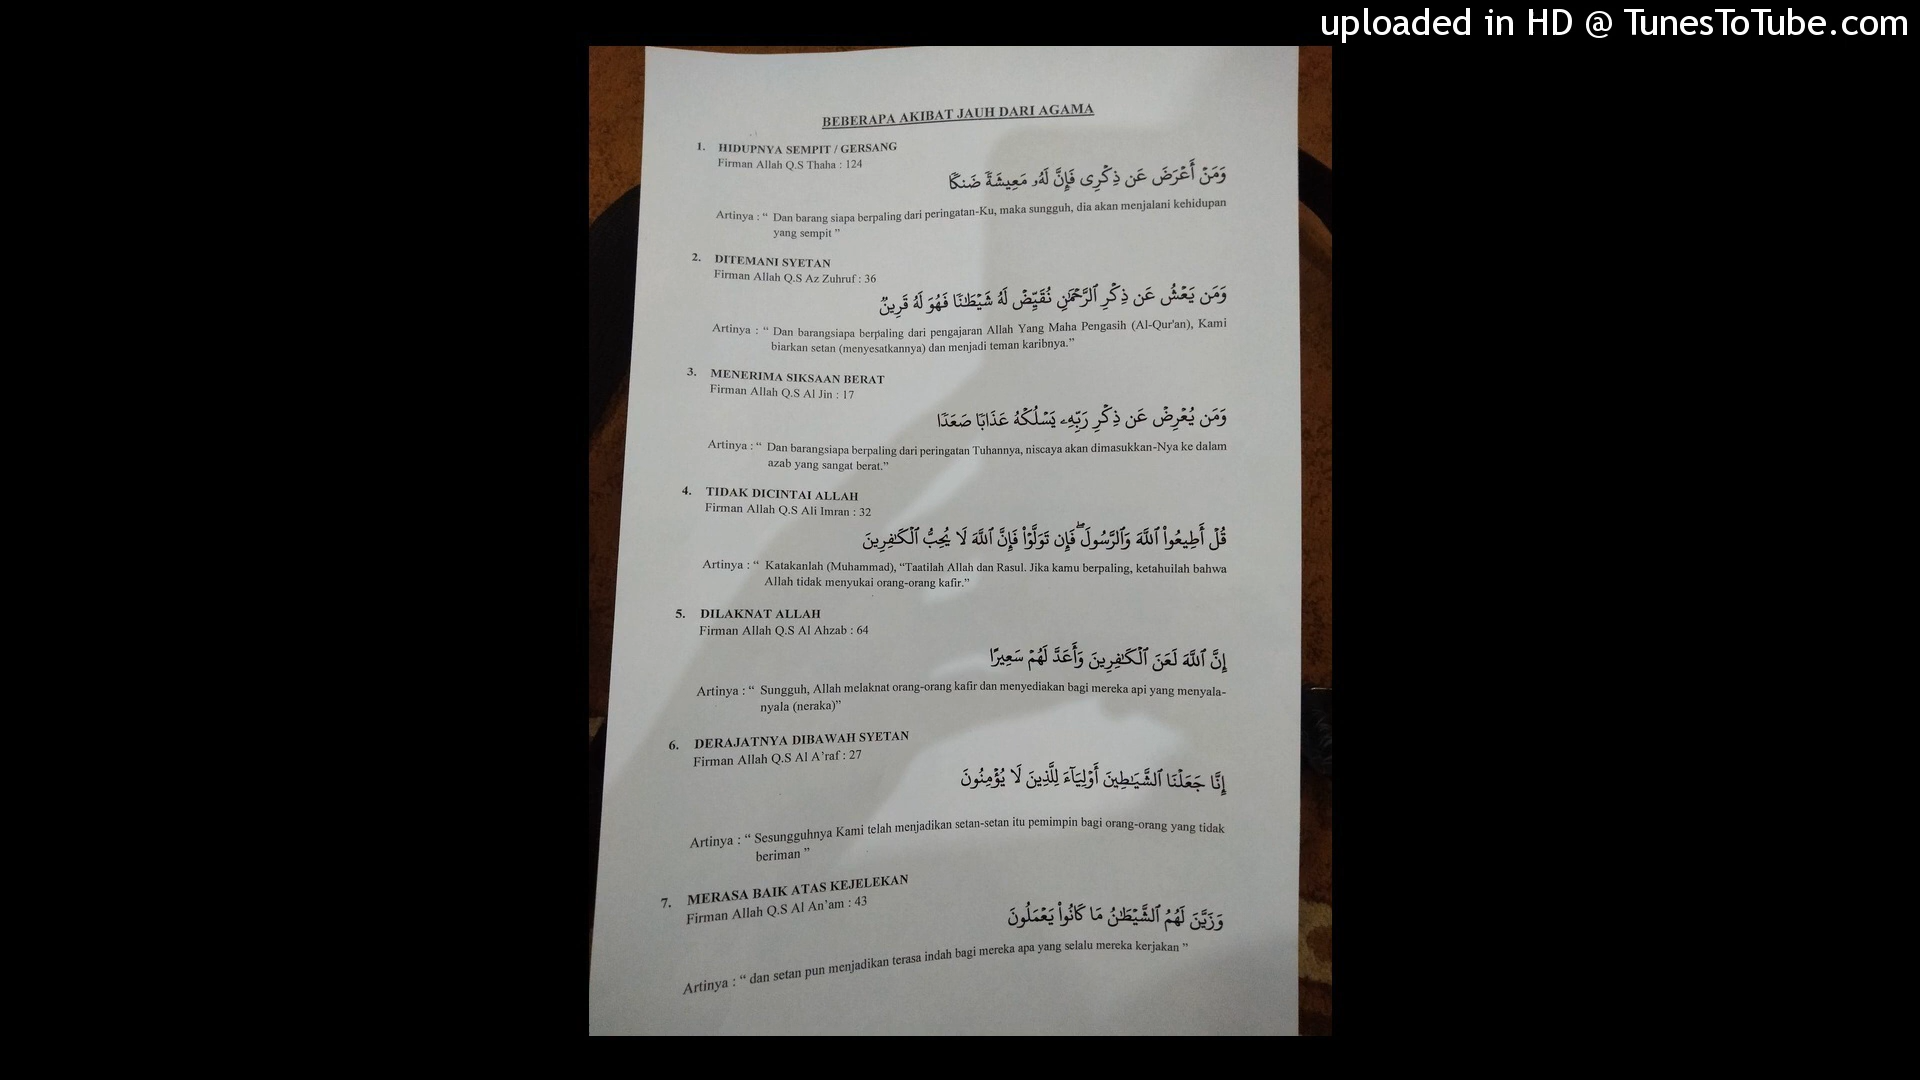 uploaded in HD @ TunesToTube.com
BEBERAPA AKIBAT JAUH DARI AGAMA
1. HIDUPNYA SEMPIT / GERSANG
Firman Allah Q.S Thaha : 124
وَمَنۡ أَعۡرَضَ عَن ذِكۡرِى فَإِنَّ لَهُۥ مَعِيشَةً ضَنكًا
Artinya : “ Dan barang siapa berpaling dari peringatan-Ku, maka sungguh, dia akan menjalani kehidupan
yang sempit ”
2. DITEMANI SYETAN
Firman Allah Q.S Az Zuhruf : 36
وَمَن يَعۡشُ عَن ذِكۡرِ ٱلرَّحۡمَٰنِ نُقَيِّضۡ لَهُۥ شَيۡطَٰنًا فَهُوَ لَهُۥ قَرِينٌ
Artinya : “ Dan barangsiapa berpaling dari pengajaran Allah Yang Maha Pengasih (Al-Qur'an), Kami
biarkan setan (menyesatkannya) dan menjadi teman karibnya.”
3. MENERIMA SIKSAAN BERAT
Firman Allah Q.S Al Jin : 17
وَمَن يُعۡرِضۡ عَن ذِكۡرِ رَبِّهِۦ يَسۡلُكۡهُ عَذَابًا صَعَدًا
Artinya : “ Dan barangsiapa berpaling dari peringatan Tuhannya, niscaya akan dimasukkan-Nya ke dalam
azab yang sangat berat.”
4. TIDAK DICINTAI ALLAH
Firman Allah Q.S Ali Imran : 32
قُلۡ أَطِيعُواْ ٱللَّهَ وَٱلرَّسُولَۖ فَإِن تَوَلَّوۡاْ فَإِنَّ ٱللَّهَ لَا يُحِبُّ ٱلۡكَٰفِرِينَ
Artinya : “ Katakanlah (Muhammad), “Taatilah Allah dan Rasul. Jika kamu berpaling, ketahuilah bahwa
Allah tidak menyukai orang-orang kafir.”
5. DILAKNAT ALLAH
Firman Allah Q.S Al Ahzab : 64
إِنَّ ٱللَّهَ لَعَنَ ٱلۡكَٰفِرِينَ وَأَعَدَّ لَهُمۡ سَعِيرًا
Artinya : “ Sungguh, Allah melaknat orang-orang kafir dan menyediakan bagi mereka api yang menyala-
nyala (neraka)”
6. DERAJATNYA DIBAWAH SYETAN
Firman Allah Q.S Al A’raf : 27
إِنَّا جَعَلۡنَا ٱلشَّيَٰطِينَ أَوۡلِيَآءَ لِلَّذِينَ لَا يُؤۡمِنُونَ
Artinya : “ Sesungguhnya Kami telah menjadikan setan-setan itu pemimpin bagi orang-orang yang tidak
beriman ”
7. MERASA BAIK ATAS KEJELEKAN
Firman Allah Q.S Al An’am : 43
وَزَيَّنَ لَهُمُ ٱلشَّيۡطَٰنُ مَا كَانُواْ يَعۡمَلُونَ
Artinya : “ dan setan pun menjadikan terasa indah bagi mereka apa yang selalu mereka kerjakan ”